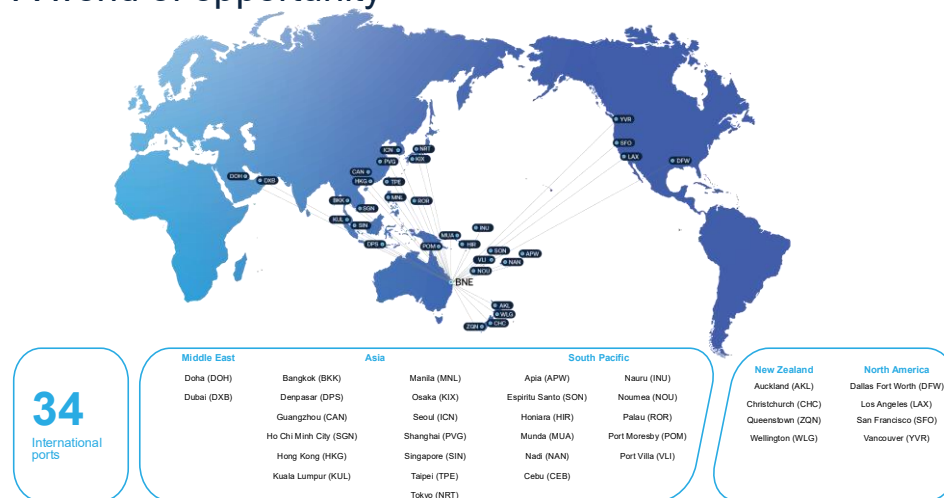 A world of opportunity
YVR
SFO
LAX
DFW
ICN
NRT
PVG
KIX
DOH
DXB
CAN
HKG
TPE
BKK
SGN
MNL
ROR
KUL
SIN
DPS
POM
MUA
INU
HIR
SON
APW
VLI
NAN
NOU
BNE
AKL
WLG
CHC
ZQN
34
International
ports
Middle East
Doha (DOH)
Dubai (DXB)
Asia
Bangkok (BKK)
Denpasar (DPS)
Guangzhou (CAN)
Ho Chi Minh City (SGN)
Hong Kong (HKG)
Kuala Lumpur (KUL)
Manila (MNL)
Osaka (KIX)
Seoul (ICN)
Shanghai (PVG)
Singapore (SIN)
Taipei (TPE)
Tokyo (NRT)
South Pacific
Apia (APW)
Espiritu Santo (SON)
Honiara (HIR)
Munda (MUA)
Nadi (NAN)
Cebu (CEB)
Nauru (INU)
Noumea (NOU)
Palau (ROR)
Port Moresby (POM)
Port Villa (VLI)
New Zealand
Auckland (AKL)
Christchurch (CHC)
Queenstown (ZQN)
Wellington (WLG)
North America
Dallas Fort Worth (DFW)
Los Angeles (LAX)
San Francisco (SFO)
Vancouver (YVR)